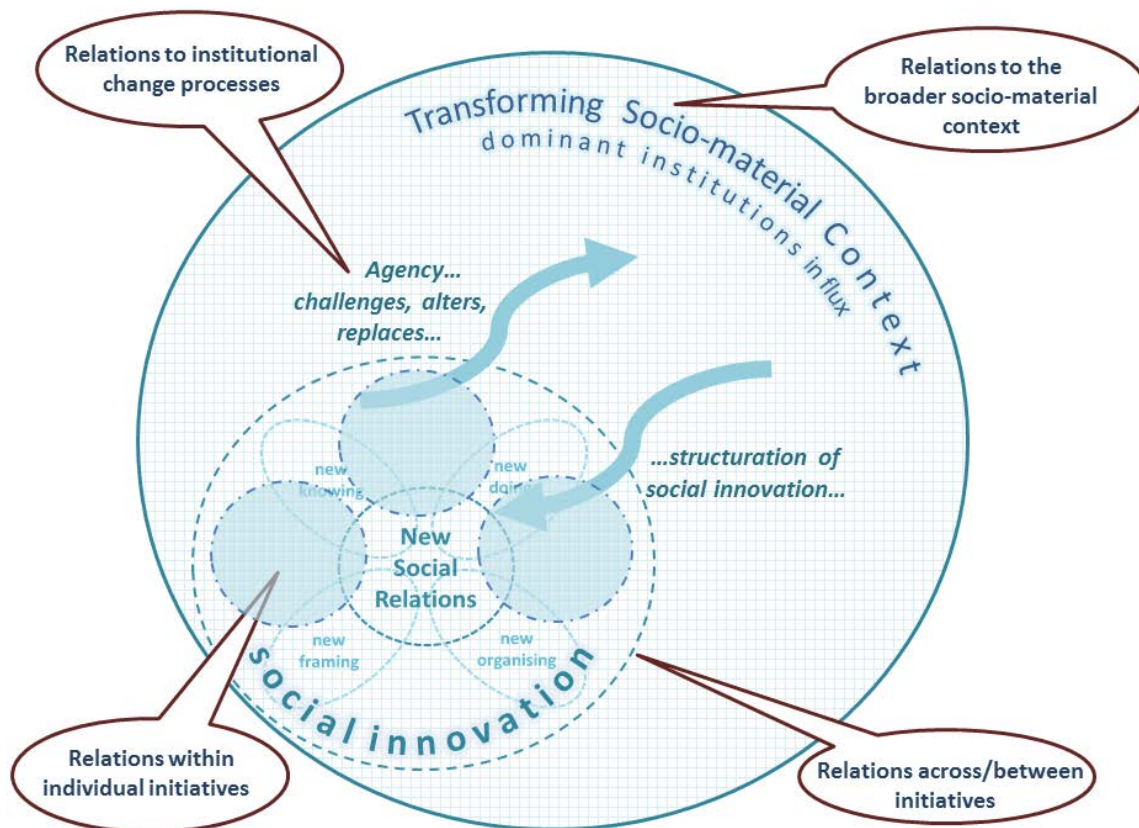 Relations to institutional
change processes
Relations to the
broader socio-material
context
Transforming Socio-material Context
dominant institutions in flux
Agency...
challenges, alters,
replaces...
...structuration of
social innovation...
new
knowing
new
doing
New
Social
Relations
new
framing
new
organising
social innovation
Relations within
individual initiatives
Relations across/between
initiatives